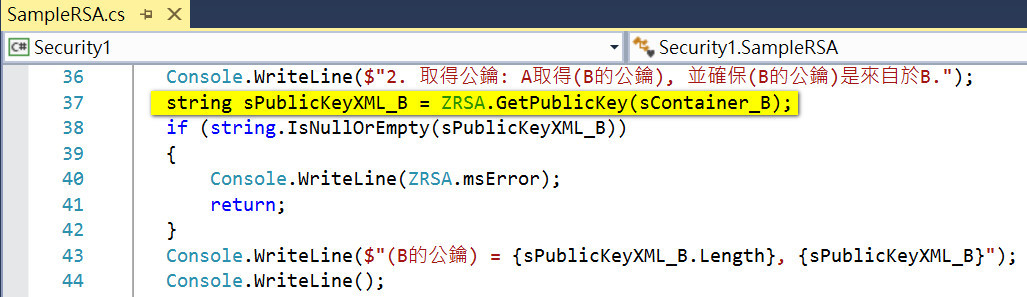 SampleRSA.cs
Security1 Security1.SampleRSA
36 Console.WriteLine($"2. 取得公鑰: A取得(B的公鑰), 並確保(B的公鑰)是來自於B.");
37 string sPublicKeyXML_B = ZRSA.GetPublicKey(sContainer_B);
38 if (string.IsNullOrEmpty(sPublicKeyXML_B))
39 {
40 Console.WriteLine(ZRSA.msError);
41 return;
42 }
43 Console.WriteLine($"(B的公鑰) = {sPublicKeyXML_B.Length}, {sPublicKeyXML_B}");
44 Console.WriteLine();